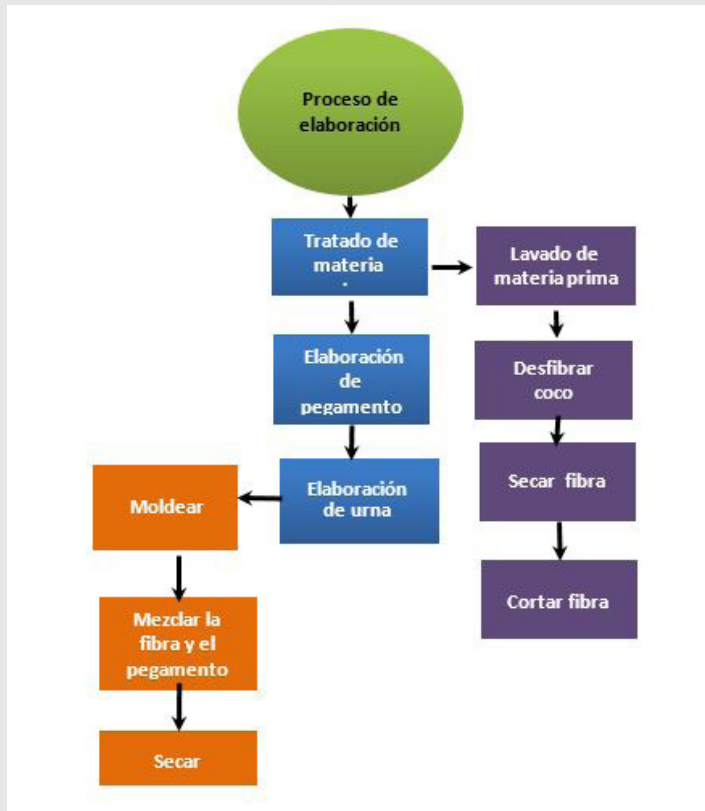 Proceso de
elaboración
Tratado de
materia
Lavado de
materia prima
Elaboración
de
pegamento
Desfibrar
coco
Elaboración
de urna
Moldear
Secar fibra
Mezclar la
fibra y el
pegamento
Cortar fibra
Secar